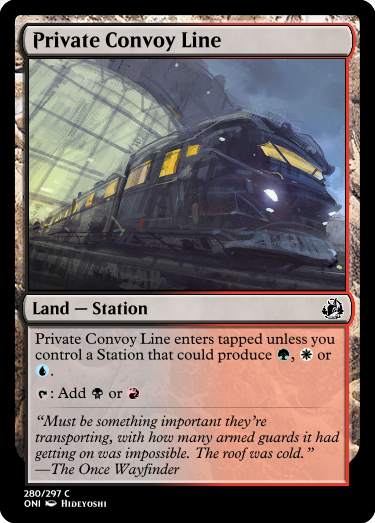 Private Convoy Line
Land — Station
Private Convoy Line enters tapped unless you
control a Station that could produce , or
.
: Add or
“Must be something important they’re
transporting, with how many armed guards it had
getting on was impossible. The roof was cold.”
—The Once Wayfinder
280/297 C
ONI HIDEYOSHI